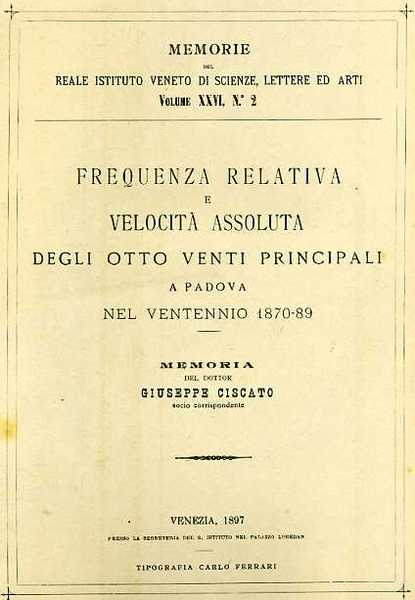 MEMORIE
DEL
REALE ISTITUTO VENETO DI SCIENZE, LETTERE ED ARTI
VOLUME XXVI, N.° 2
FREQUENZA RELATIVA
E
VELOCITÀ ASSOLUTA
DEGLI OTTO VENTI PRINCIPALI
A PADOVA
NEL VENTENNIO 1870-89
MEMORIA
DEL DOTTOR
GIUSEPPE CISCATO
socio corrispondente
VENEZIA, 1897
PRESSO LA SEGRETERIA DEL R. ISTITUTO NEL PALAZZO LOREDAN
TIPOGRAFIA CARLO FERRARI